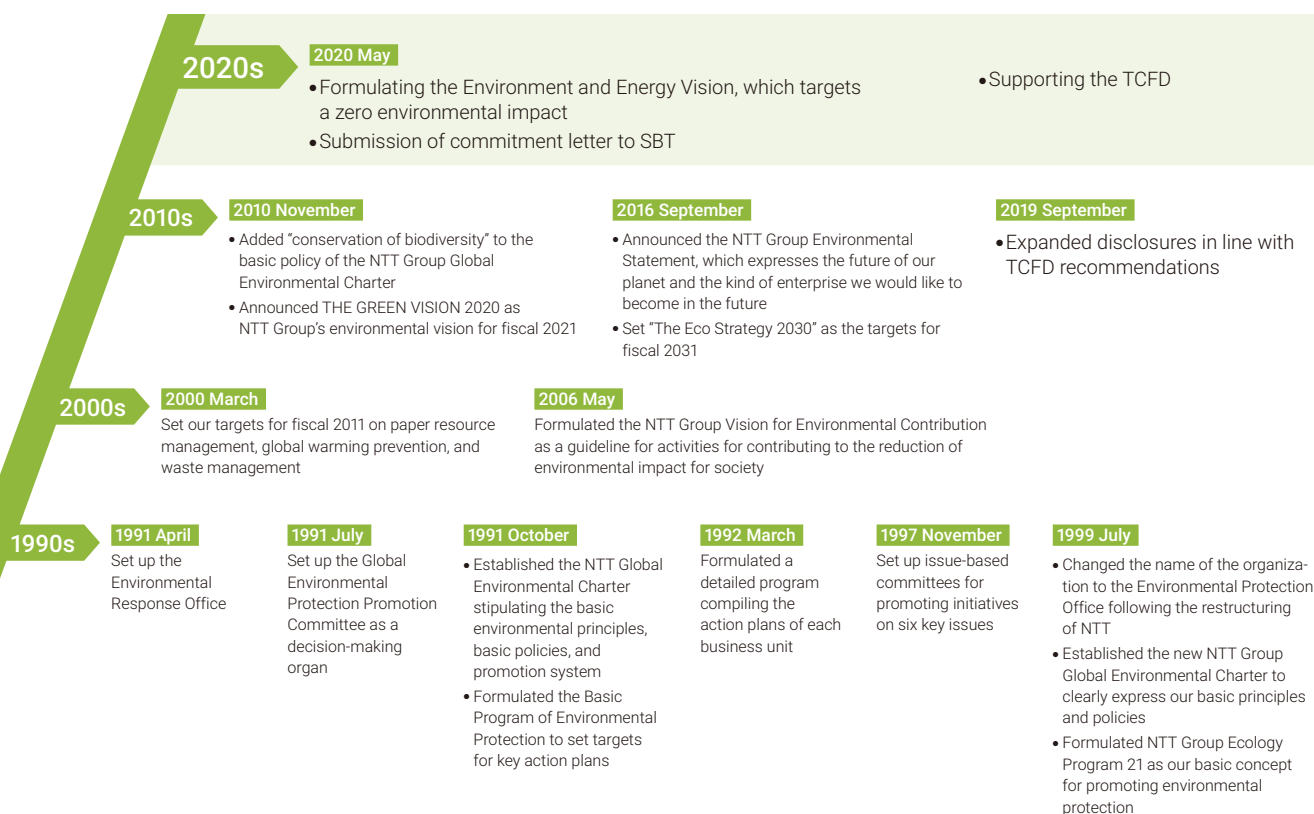 2020s
2020 May
•Formulating the Environment and Energy Vision, which targets
a zero environmental impact
•Submission of commitment letter to SBT
•Supporting the TCFD
2010s
2010 November
• Added “conservation of biodiversity” to the
basic policy of the NTT Group Global
Environmental Charter
• Announced THE GREEN VISION 2020 as
NTT Group’s environmental vision for fiscal 2021
2016 September
• Announced the NTT Group Environmental
Statement, which expresses the future of our
planet and the kind of enterprise we would like to
become in the future
• Set “The Eco Strategy 2030” as the targets for
fiscal 2031
2019 September
•Expanded disclosures in line with
TCFD recommendations
2000s
2000 March
Set our targets for fiscal 2011 on paper resource
management, global warming prevention, and
waste management
2006 May
Formulated the NTT Group Vision for Environmental Contribution
as a guideline for activities for contributing to the reduction of
environmental impact for society
1990s
1991 April
Set up the
Environmental
Response Office
1991 July
Set up the Global
Environmental
Protection Promotion
Committee as a
decision-making
organ
1991 October
• Established the NTT Global
Environmental Charter
stipulating the basic
environmental principles,
basic policies, and
promotion system
• Formulated the Basic
Program of Environmental
Protection to set targets
for key action plans
1992 March
Formulated a
detailed program
compiling the
action plans of each
business unit
1997 November
Set up issue-based
committees for
promoting initiatives
on six key issues
1999 July
• Changed the name of the organiza-
tion to the Environmental Protection
Office following the restructuring
of NTT
• Established the new NTT Group
Global Environmental Charter to
clearly express our basic principles
and policies
• Formulated NTT Group Ecology
Program 21 as our basic concept
for promoting environmental
protection